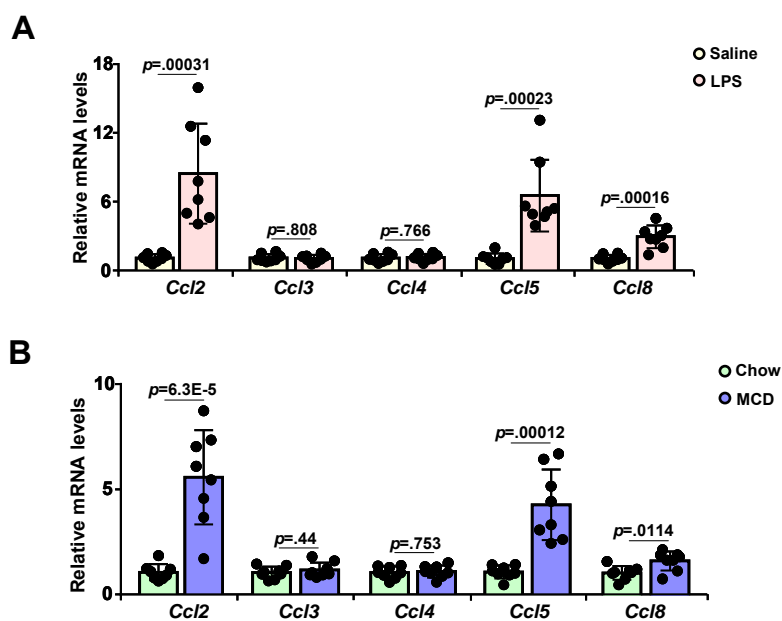 A
Saline
LPS
Relative mRNA levels
18
12
6
0
p=.00031
p=.808
p=.766
p=.00023
p=.00016
Ccl2 Ccl3 Ccl4 Ccl5 Ccl8
B
Chow
MCD
Relative mRNA levels
10
5
0
p=6.3E-5
p=.44
p=.753
p=.00012
p=.0114
Ccl2 Ccl3 Ccl4 Ccl5 Ccl8